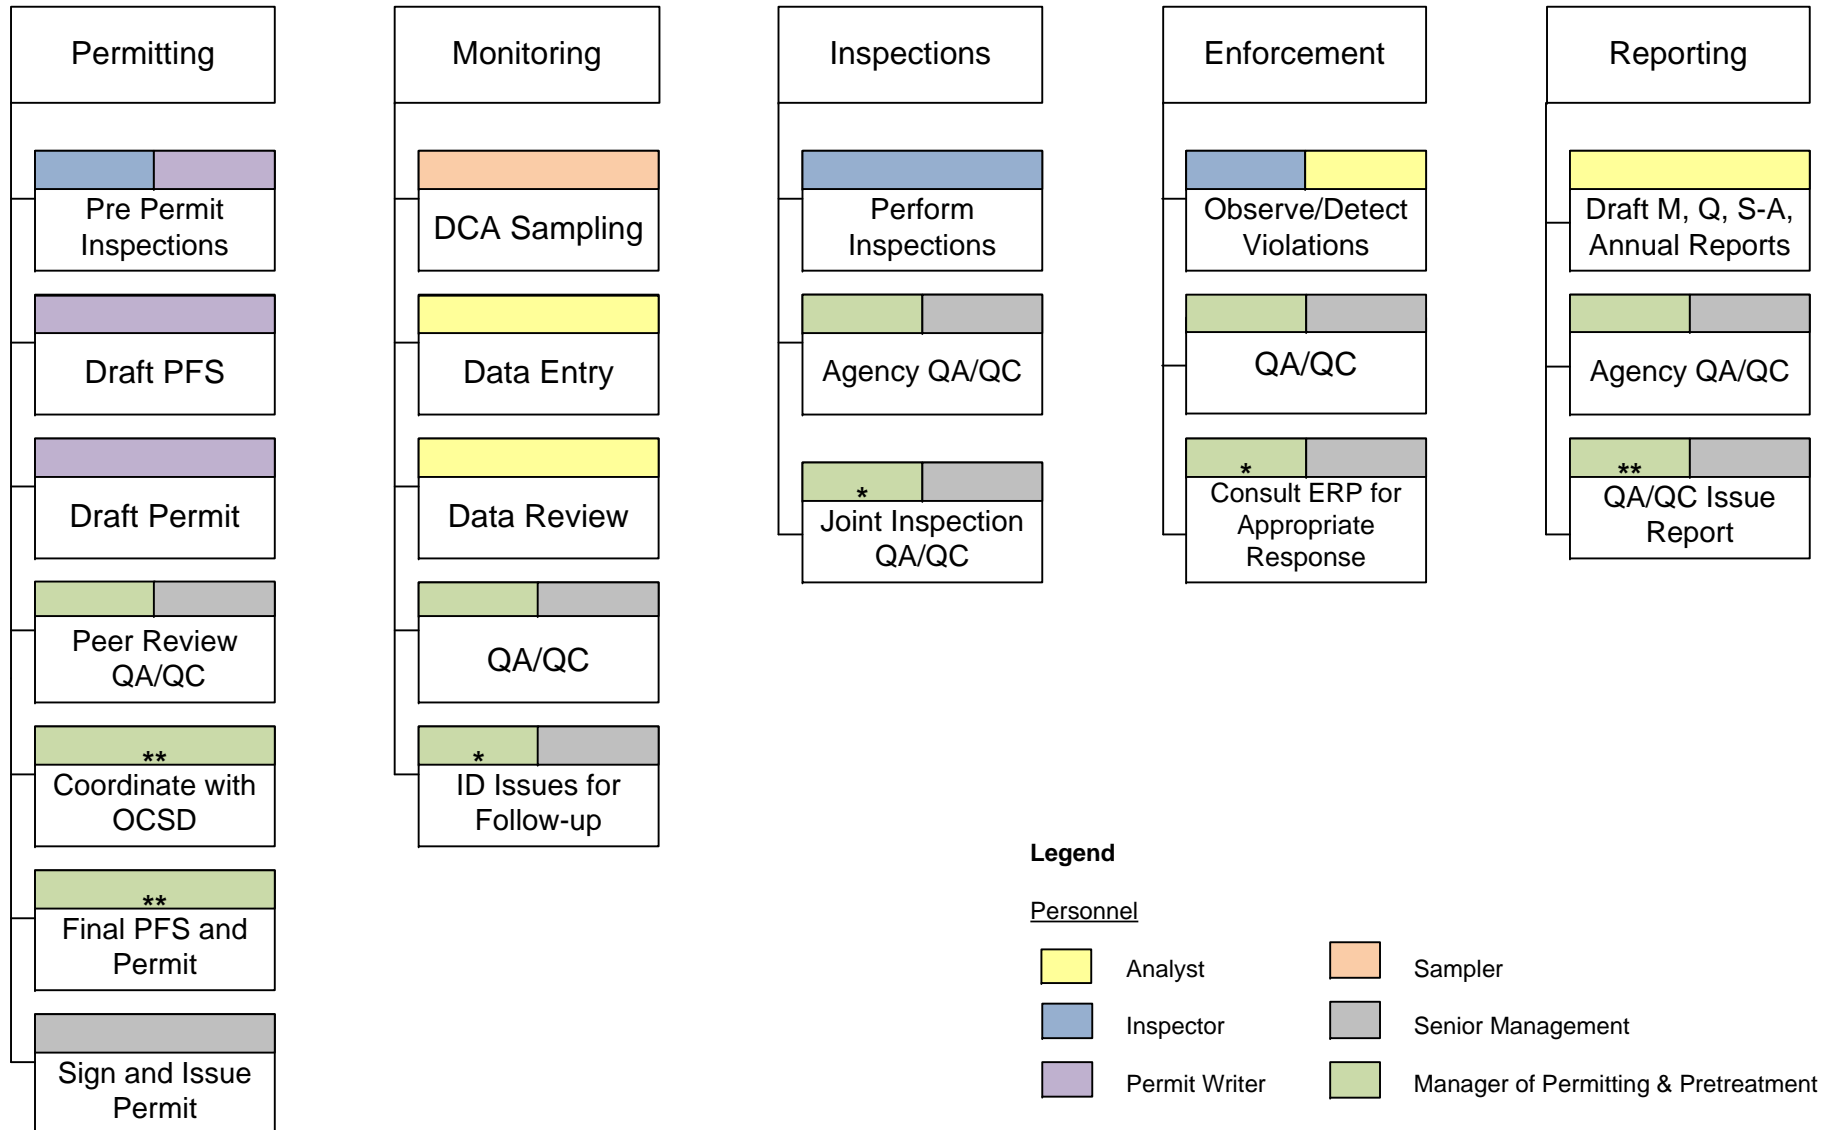 Permitting
Pre Permit
Inspections
Draft PFS
Draft Permit
Peer Review
QA/QC
**
Coordinate with
OCSD
**
Final PFS and
Permit
Sign and Issue
Permit
Monitoring
DCA Sampling
Data Entry
Data Review
QA/QC
*
ID Issues for
Follow-up
Inspections
Perform
Inspections
Agency QA/QC
*
Joint Inspection
QA/QC
Enforcement
Observe/Detect
Violations
QA/QC
*
Consult ERP for
Appropriate
Response
Reporting
Draft M, Q, S-A,
Annual Reports
Agency QA/QC
**
QA/QC Issue
Report
Legend
Personnel
Analyst
Inspector
Permit Writer
Sampler
Senior Management
Manager of Permitting & Pretreatment